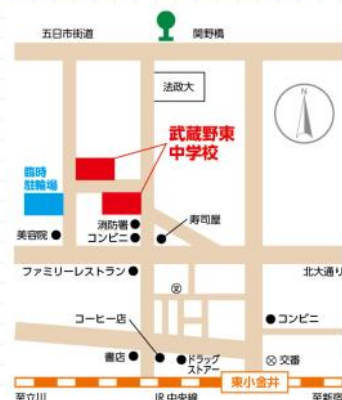 五日市街道
関野橋
法政大
N
武蔵野東
中学校
臨時
駐輪場
消防署
コンビニ
寿司屋
美容院
ファミリーレストラン
北大通り
文
コーヒー店
コンビニ
書店
ドラッグ
ストアー
交番
東小金井
至立川
JR中央線
至新宿